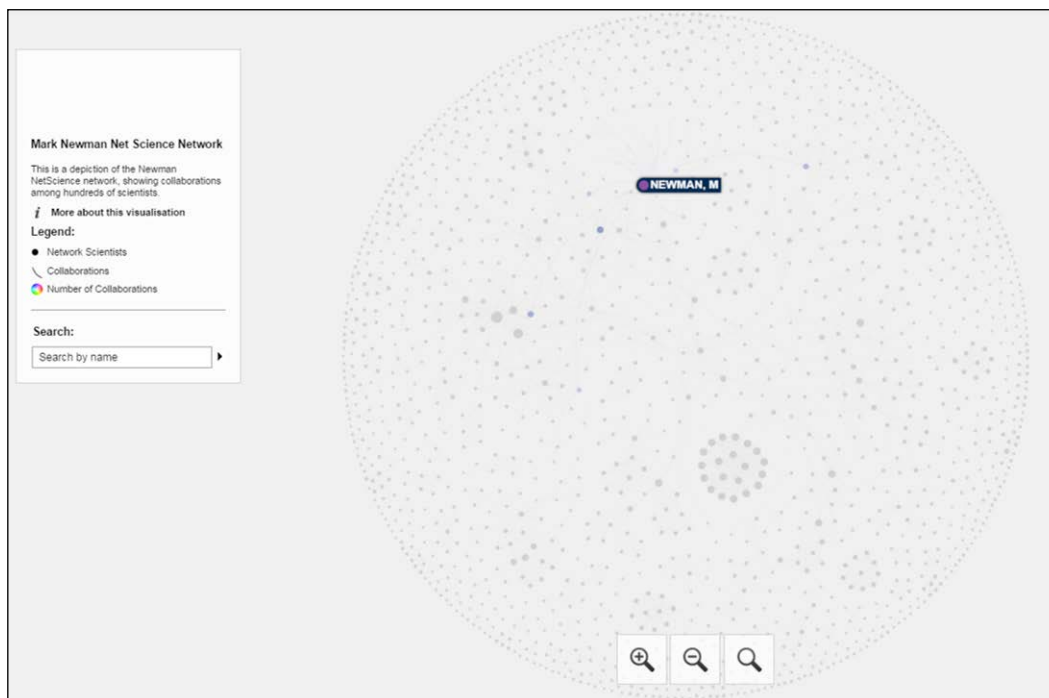 Mark Newman Net Science Network
This is a depiction of the Newman
NetScience network, showing collaborations
among hundreds of scientists.
i More about this visualisation
Legend:
Network Scientists
Collaborations
Number of Collaborations
Search:
Search by name
NEWMAN, M